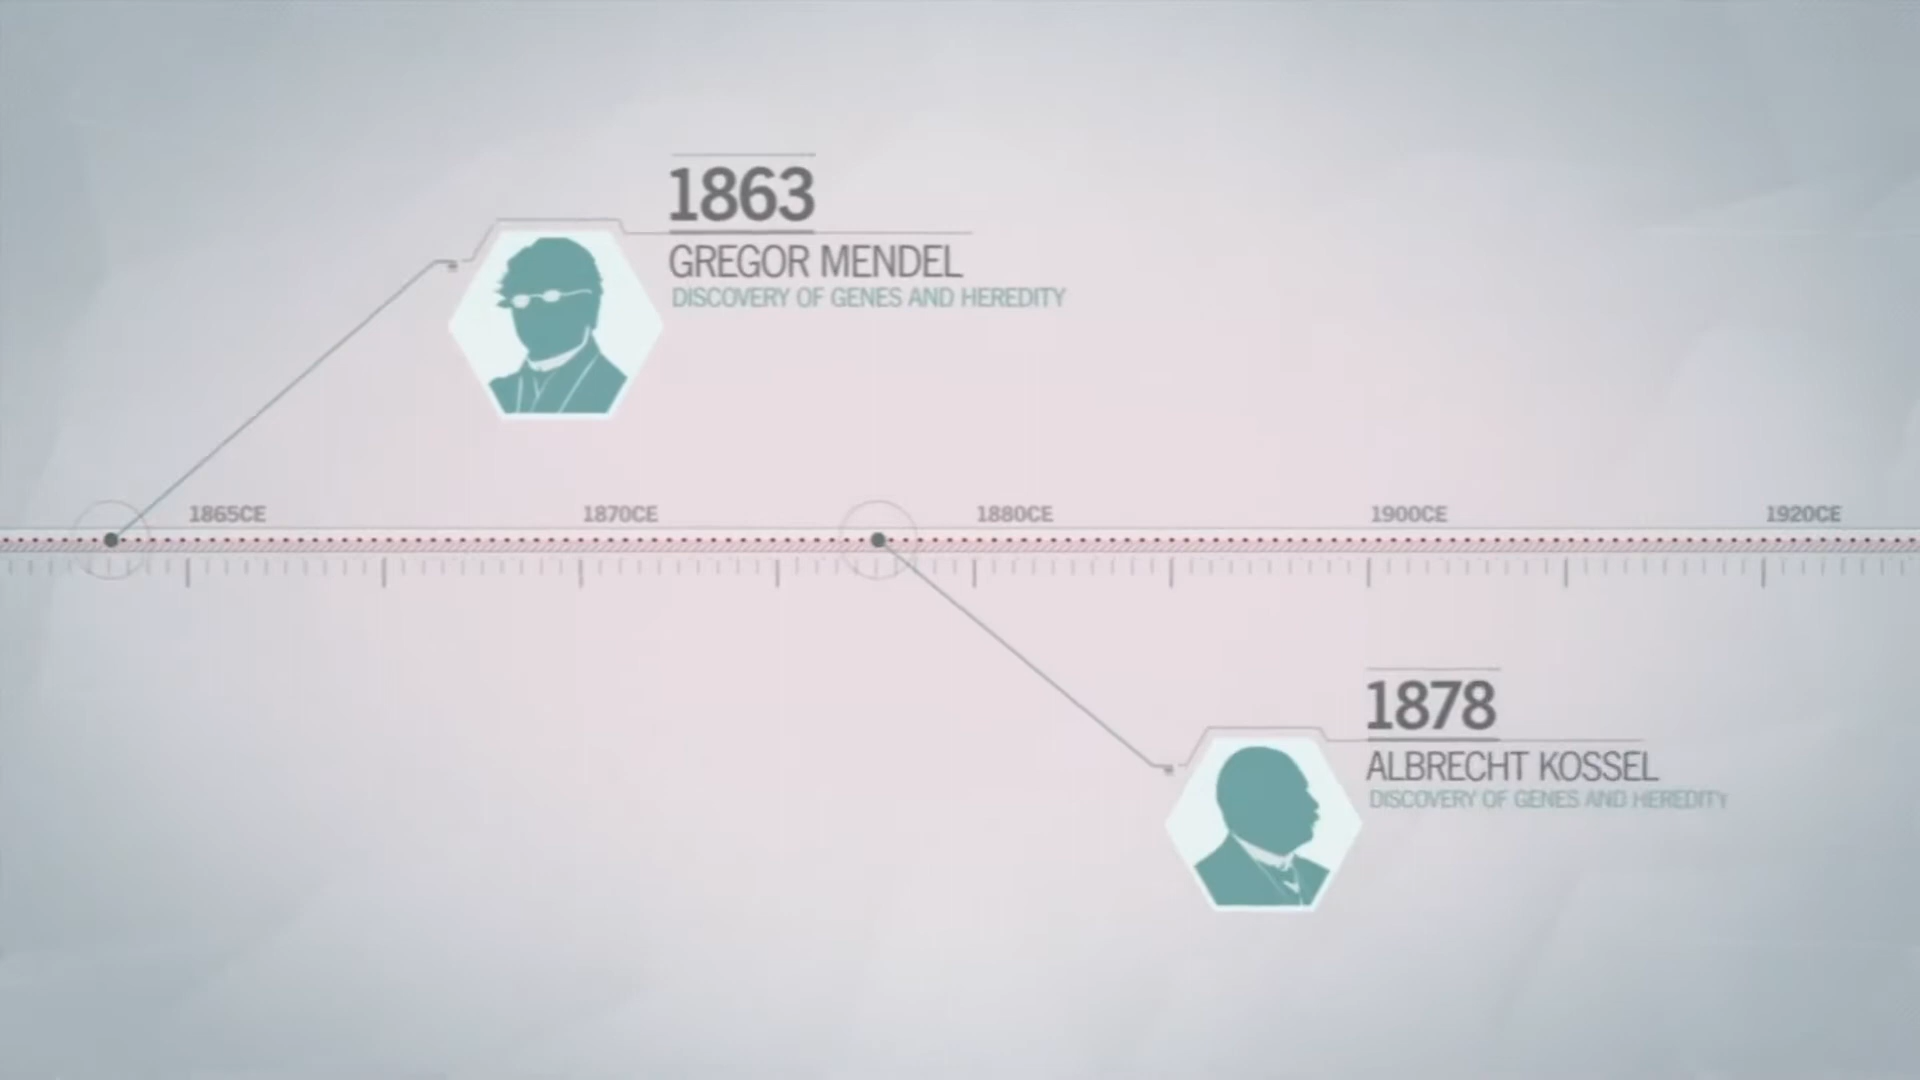 1863
GREGOR MENDEL
DISCOVERY OF GENES AND HEREDITY
1865CE
1870CE
1880CE
1900CE
1920CE
1878
ALBRECHT KOSSEL
DISCOVERY OF GENES AND HEREDITY